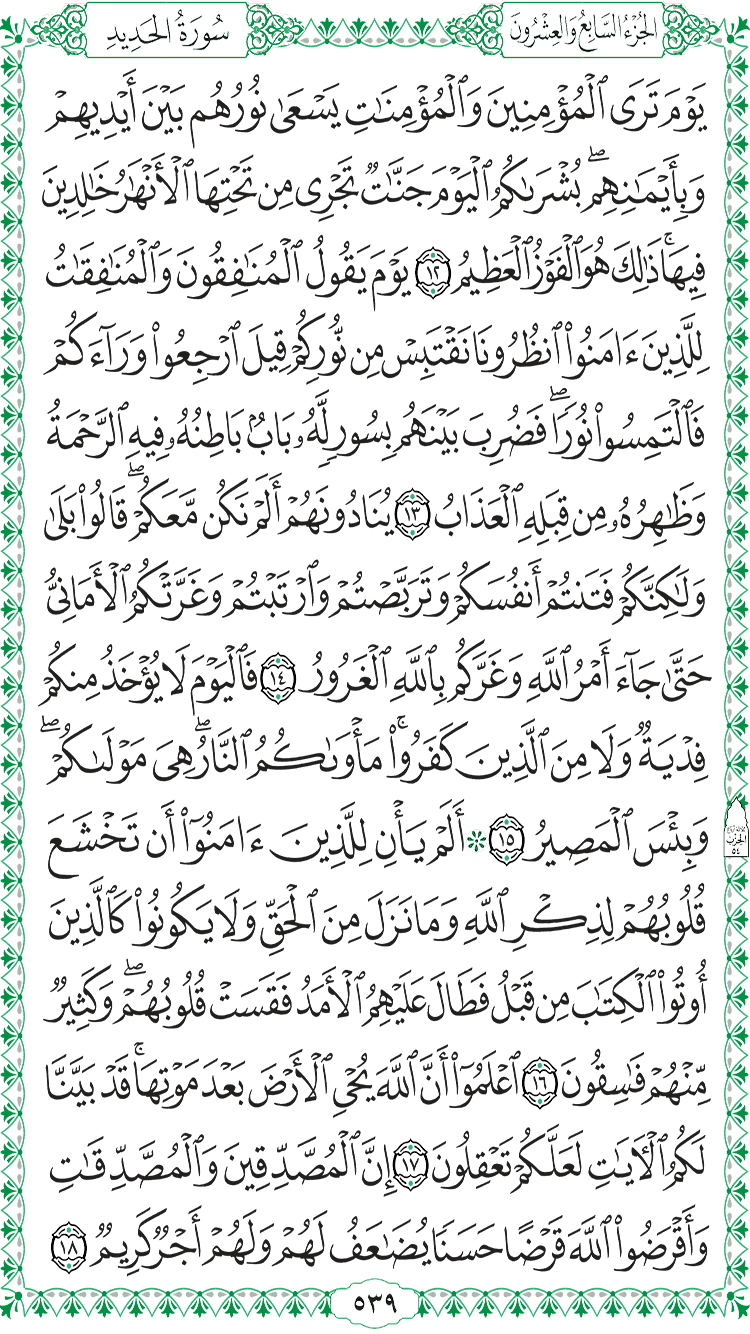 الجُزْءُ السَّابِعُ وَالعِشْرُونَ
سُورَةُ الحَدِيدِ
يَوْمَ تَرَى ٱلْمُؤْمِنِينَ وَٱلْمُؤْمِنَٰتِ يَسْعَىٰ نُورُهُم بَيْنَ أَيْدِيهِمْ
وَبِأَيْمَٰنِهِمۖ بُشْرَىٰكُمُ ٱلْيَوْمَ جَنَّٰتٌ تَجْرِى مِن تَحْتِهَا ٱلْأَنْهَٰرُ خَٰلِدِينَ
فِيهَاۚ ذَٰلِكَ هُوَ ٱلْفَوْزُ ٱلْعَظِيمُ ١٢ يَوْمَ يَقُولُ ٱلْمُنَٰفِقُونَ وَٱلْمُنَٰفِقَٰتُ
لِلَّذِينَ ءَامَنُوا۟ ٱنظُرُونَا نَقْتَبِسْ مِن نُّورِكُمْ قِيلَ ٱرْجِعُوا۟ وَرَآءَكُمْ
فَٱلْتَمِسُوا۟ نُورًاۖ فَضُرِبَ بَيْنَهُم بِسُورٍ لَّهُۥ بَابٌۢ بَاطِنُهُۥ فِيهِ ٱلرَّحْمَةُ
وَظَٰهِرُهُۥ مِن قِبَلِهِ ٱلْعَذَابُ ١٣ يُنَادُونَهُمْ أَلَمْ نَكُن مَّعَكُمْۖ قَالُوا۟ بَلَىٰ
وَلَٰكِنَّكُمْ فَتَنتُمْ أَنفُسَكُمْ وَتَرَبَّصْتُمْ وَٱرْتَبْتُمْ وَغَرَّتْكُمُ ٱلْأَمَانِىُّ
حَتَّىٰ جَآءَ أَمْرُ ٱللَّهِ وَغَرَّكُم بِٱللَّهِ ٱلْغَرُورُ ١٤ فَٱلْيَوْمَ لَا يُؤْخَذُ مِنكُمْ
فِدْيَةٌ وَلَا مِنَ ٱلَّذِينَ كَفَرُوا۟ۚ مَأْوَىٰكُمُ ٱلنَّارُۖ هِىَ مَوْلَىٰكُمْۖ
وَبِئْسَ ٱلْمَصِيرُ ١٥ ۞ أَلَمْ يَأْنِ لِلَّذِينَ ءَامَنُوٓا۟ أَن تَخْشَعَ
قُلُوبُهُمْ لِذِكْرِ ٱللَّهِ وَمَا نَزَلَ مِنَ ٱلْحَقِّ وَلَا يَكُونُوا۟ كَٱلَّذِينَ
أُوتُوا۟ ٱلْكِتَٰبَ مِن قَبْلُ فَطَالَ عَلَيْهِمُ ٱلْأَمَدُ فَقَسَتْ قُلُوبُهُمْۖ وَكَثِيرٌ
مِّنْهُمْ فَٰسِقُونَ ١٦ ٱعْلَمُوٓا۟ أَنَّ ٱللَّهَ يُحْىِ ٱلْأَرْضَ بَعْدَ مَوْتِهَاۚ قَدْ بَيَّنَّا
لَكُمُ ٱلْءَايَٰتِ لَعَلَّكُمْ تَعْقِلُونَ ١٧ إِنَّ ٱلْمُصَّدِّقِينَ وَٱلْمُصَّدِّقَٰتِ
وَأَقْرَضُوا۟ ٱللَّهَ قَرْضًا حَسَنًا يُضَٰعَفُ لَهُمْ وَلَهُمْ أَجْرٌ كَرِيمٌ ١٨
الحزب
٥٤
٥٣٩